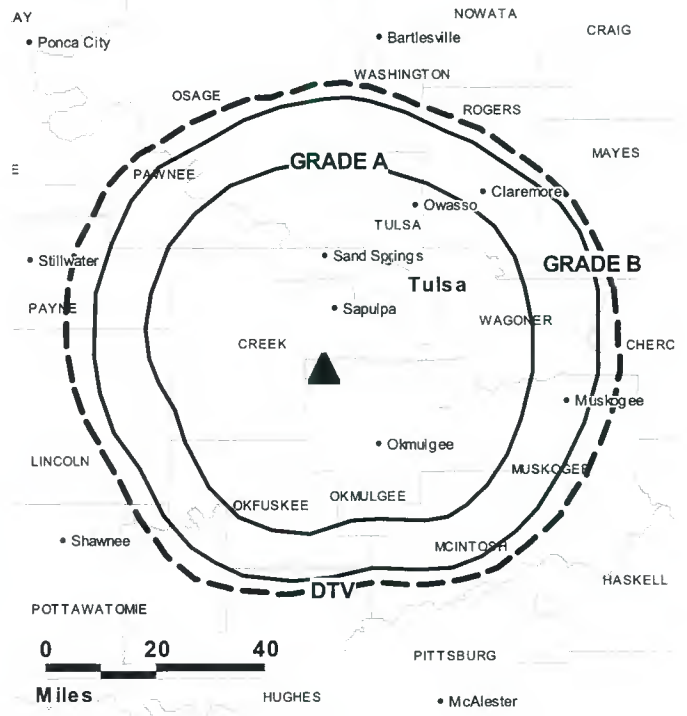 AY
NOWATA
CRAIG
Ponca City
Bartlesville
WASHINGTON
OSAGE
ROGERS
MAYES
E
GRADE A
PAWNEE
Claremore
Owasso
TULSA
Stillwater
Sand Springs
GRADE B
Tulsa
PAYNE
Sapulpa
WAGONER
CREEK
CHERC
Muskogee
Okmulgee
LINCOLN
MUSKOGEE
OKFUSKEE
OKMULGEE
Shawnee
MCINTOSH
HASKELL
DTV
POTTAWATOMIE
0 20 40
Miles
PITTSBURG
HUGHES
McAlester